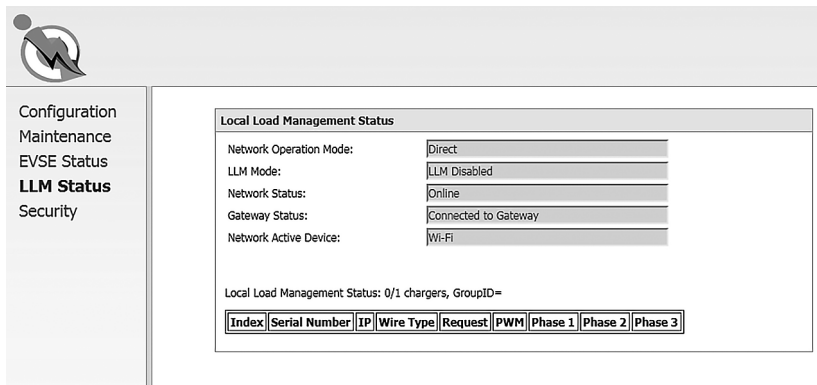 Configuration
Maintenance
EVSE Status
LLM Status
Security
Local Load Management Status
Network Operation Mode: Direct
LLM Mode: LLM Disabled
Network Status: Online
Gateway Status: Connected to Gateway
Network Active Device: Wi-Fi
Local Load Management Status: 0/1 chargers, GroupID=
Index Serial Number IP Wire Type Request PWM Phase 1 Phase 2 Phase 3